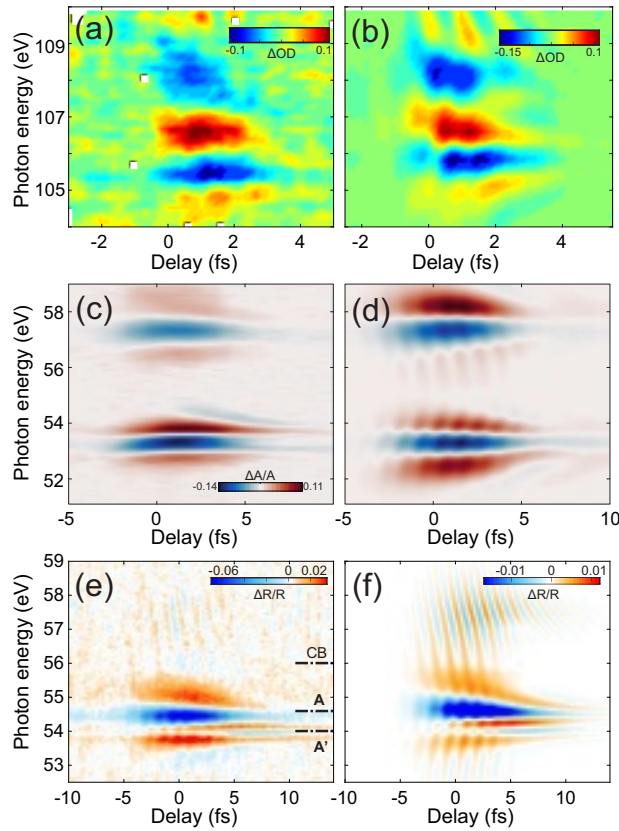 (a)
-0.1 0.1
ΔOD
(b)
-0.15 0.1
ΔOD
Photon energy (eV)
109
107
105
-2 0 2 4
Delay (fs)
-2 0 2 4
Delay (fs)
(c)
(d)
Photon energy (eV)
58
56
54
52
ΔA/A
-0.14 0.11
-5 0 5 10
Delay (fs)
-5 0 5 10
Delay (fs)
(e)
-0.06 0 0.02
ΔR/R
(f)
-0.01 0 0.01
ΔR/R
Photon energy (eV)
59
58
57
56
55
54
53
CB
A
A'
-10 -5 0 5 10
Delay (fs)
-10 -5 0 5 10
Delay (fs)